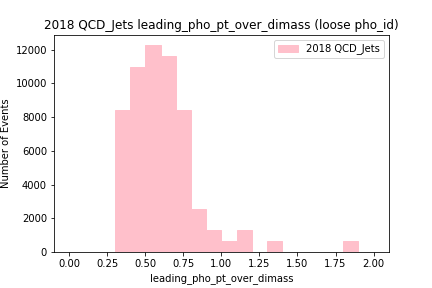 2018 QCD_Jets leading_pho_pt_over_dimass (loose pho_id)
2018 QCD_Jets
Number of Events
12000
10000
8000
6000
4000
2000
0
0.00 0.25 0.50 0.75 1.00 1.25 1.50 1.75 2.00
leading_pho_pt_over_dimass